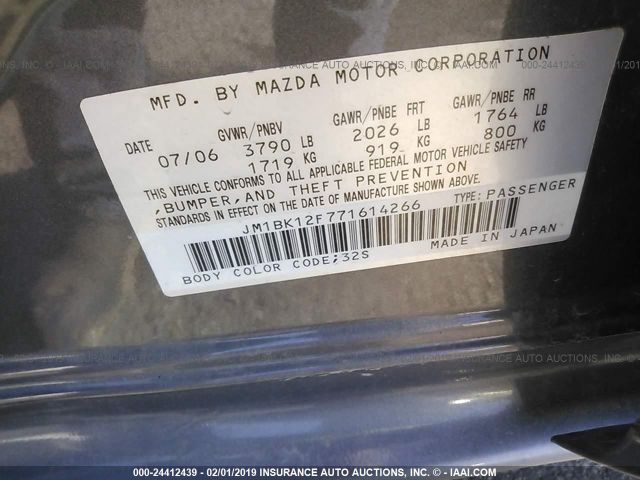 MFD. BY MAZDA MOTOR CORPORATION
DATE GVWR/PNBV GAWR/PNBE FRT GAWR/PNBE RR
07/06 3790 LB 2026 LB 1764 LB
1719 KG 919 KG 800 KG
THIS VEHICLE CONFORMS TO ALL APPLICABLE FEDERAL MOTOR VEHICLE SAFETY
,BUMPER,AND THEFT PREVENTION
STANDARDS IN EFFECT ON THE DATE OF MANUFACTURE SHOWN ABOVE.
JM1BK12F771614266 TYPE: PASSENGER
MADE IN JAPAN
BODY COLOR CODE;32S
000-24412439 - 02/01/2019 INSURANCE AUTO AUCTIONS - © - IAAI.COM